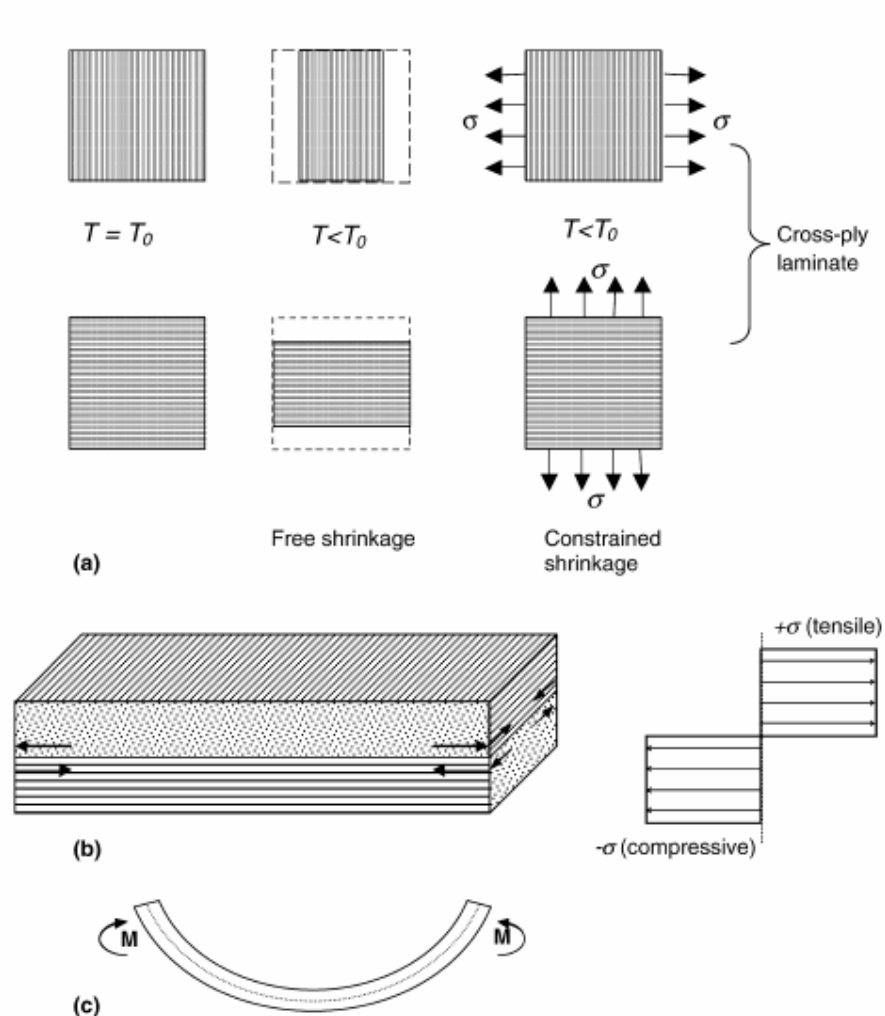 σ
σ
T = T₀
T<T₀
T<T₀
Cross-ply
laminate
σ
σ
Free shrinkage
Constrained
shrinkage
(a)
+σ (tensile)
-σ (compressive)
(b)
M
M
(c)